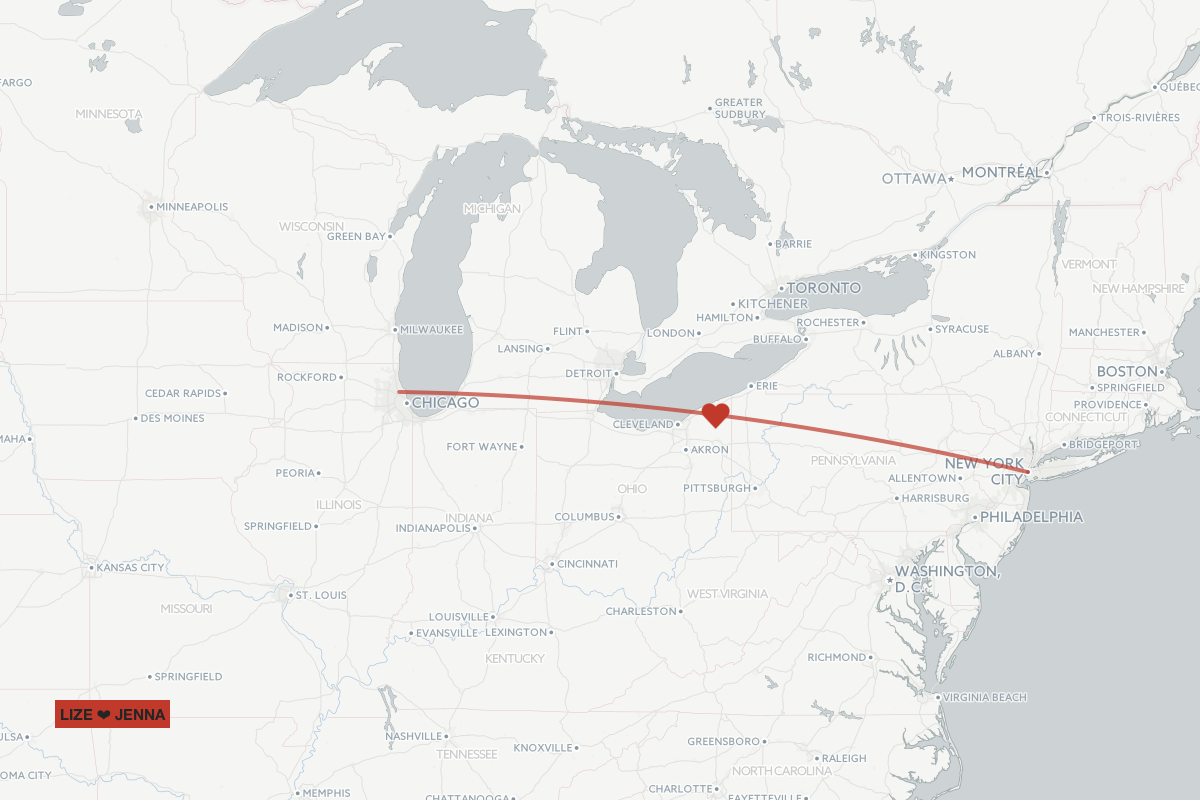 GREATER
SUDBURY
FARGO
QUÉBEC
MINNESOTA
TROIS-RIVIÈRES
OTTAWA
MONTRÉAL
MINNEAPOLIS
MICHIGAN
WISCONSIN
GREEN BAY
BARRIE
KINGSTON
VERMONT
TORONTO
NEW HAMPSHIRE
KITCHENER
HAMILTON
ROCHESTER
MADISON
MILWAUKEE
FLINT
LONDON
BUFFALO
SYRACUSE
MANCHESTER
LANSING
ALBANY
ROCKFORD
DETROIT
BOSTON
ERIE
SPRINGFIELD
CEDAR RAPIDS
CHICAGO
PROVIDENCE
DES MOINES
CLEVELAND
CONNECTICUT
MAHA
FORT WAYNE
AKRON
BRIDGEPORT
PENNSYLVANIA
NEW YORK
CITY
PEORIA
ALLENTOWN
OHIO
PITTSBURGH
HARRISBURG
ILLINOIS
SPRINGFIELD
INDIANA
INDIANAPOLIS
COLUMBUS
PHILADELPHIA
KANSAS CITY
CINCINNATI
WASHINGTON,
D.C.
ST. LOUIS
WEST VIRGINIA
MISSOURI
CHARLESTON
LOUISVILLE
EVANSVILLE
LEXINGTON
KENTUCKY
RICHMOND
SPRINGFIELD
VIRGINIA BEACH
LIZE ❤ JENNA
ULSA
NASHVILLE
KNOXVILLE
GREENSBORO
TENNESSEE
RALEIGH
OMA CITY
NORTH CAROLINA
MEMPHIS
CHATTANOOGA
CHARLOTTE
FAYETTEVILLE